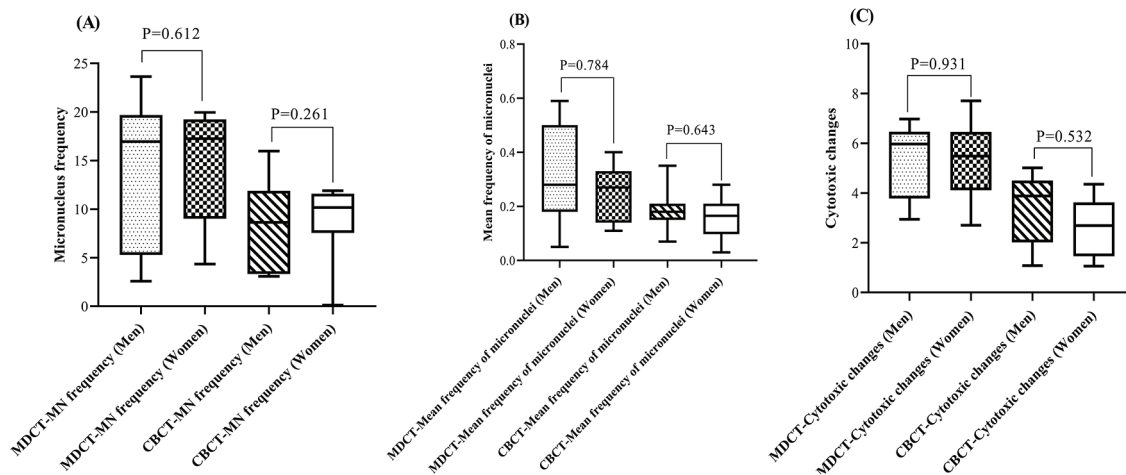 (A)
P=0.612
P=0.261
Micronucleus frequency
25
20
15
10
5
0
MDCT-MN frequency (Men)
MDCT-MN frequency (Women)
CBCT-MN frequency (Men)
CBCT-MN frequency (Women)
(B)
P=0.784
P=0.643
Mean frequency of micronuclei
0.8
0.6
0.4
0.2
0.0
MDCT-Mean frequency of micronuclei (Men)
MDCT-Mean frequency of micronuclei (Women)
CBCT-Mean frequency of micronuclei (Men)
CBCT-Mean frequency of micronuclei (Women)
(C)
P=0.931
P=0.532
Cytotoxic changes
10
8
6
4
2
0
MDCT-Cytotoxic changes (Men)
MDCT-Cytotoxic changes (Women)
CBCT-Cytotoxic changes (Men)
CBCT-Cytotoxic changes (Women)